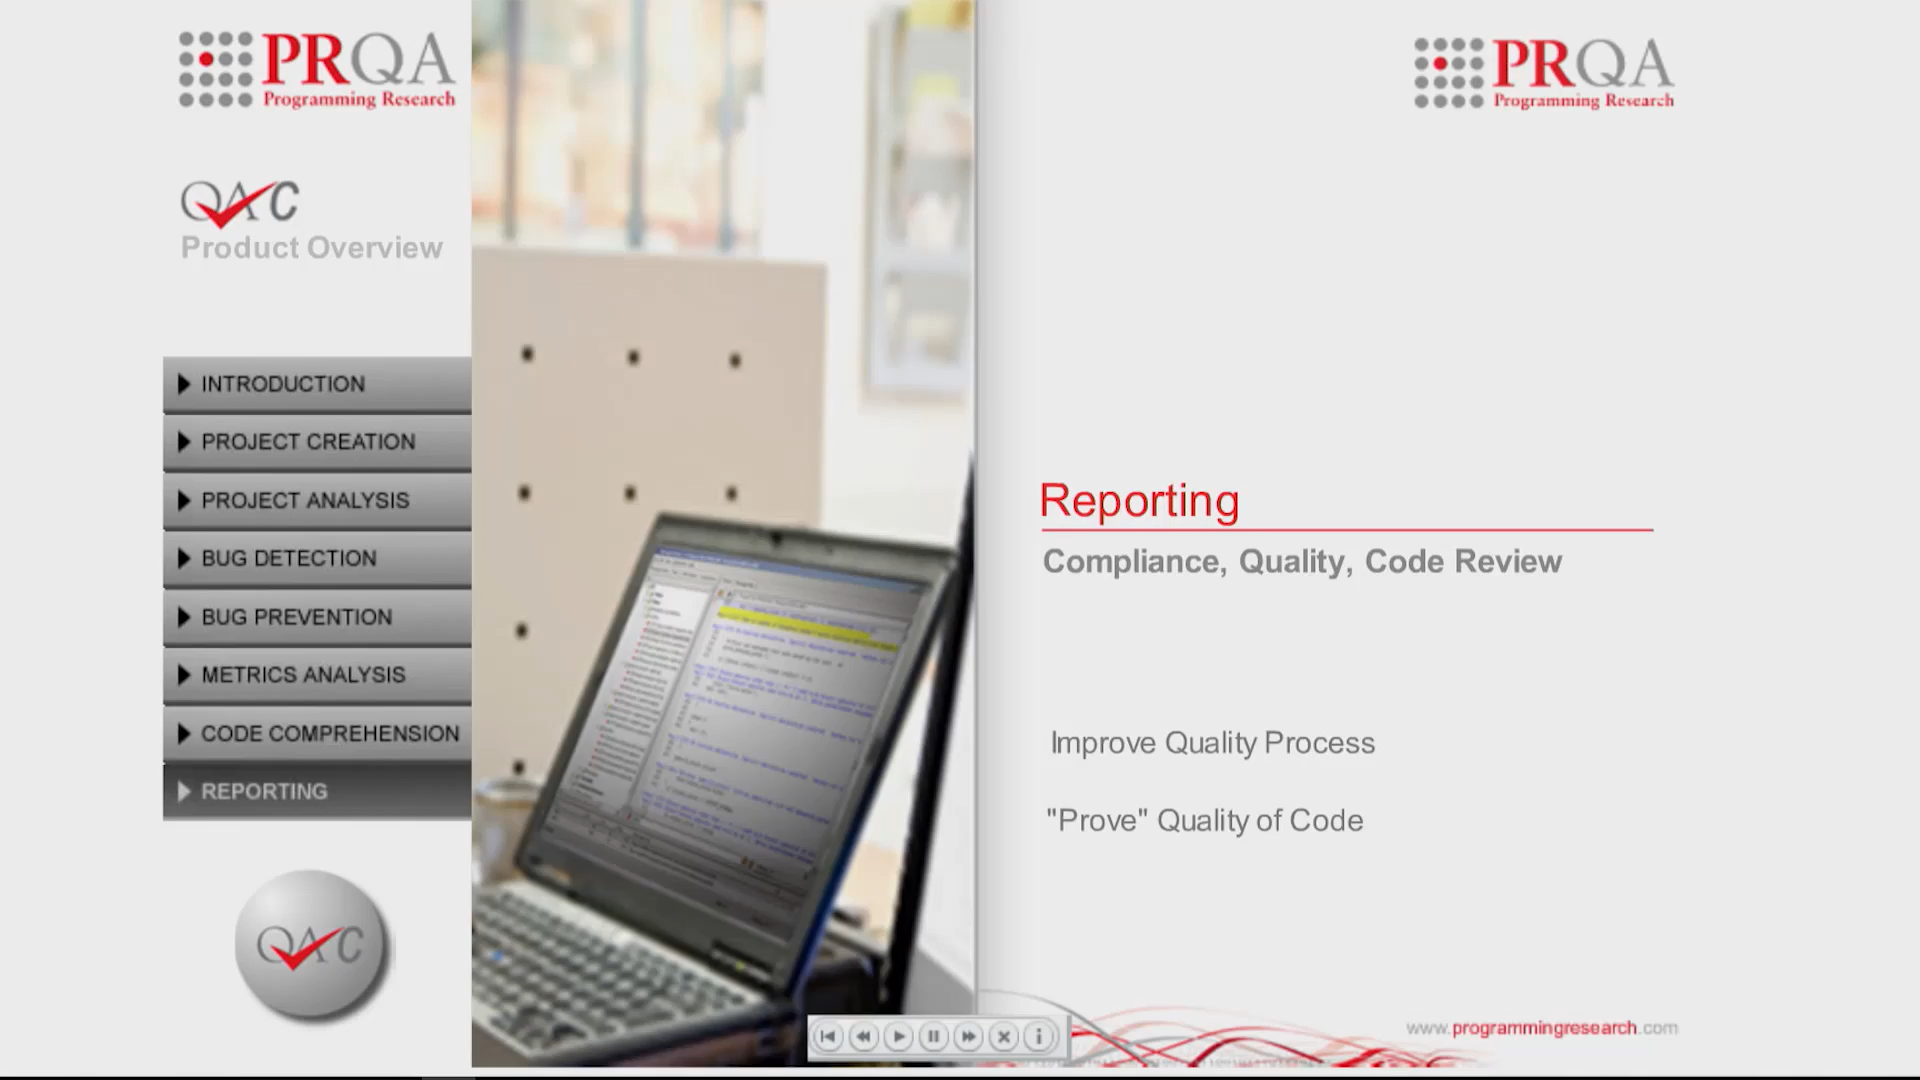 PRQA
Programming Research
QAC
Product Overview
INTRODUCTION
PROJECT CREATION
PROJECT ANALYSIS
BUG DETECTION
BUG PREVENTION
METRICS ANALYSIS
CODE COMPREHENSION
REPORTING
QAC
PRQA
Programming Research
Reporting
Compliance, Quality, Code Review
Improve Quality Process
"Prove" Quality of Code
www.programmingresearch.com